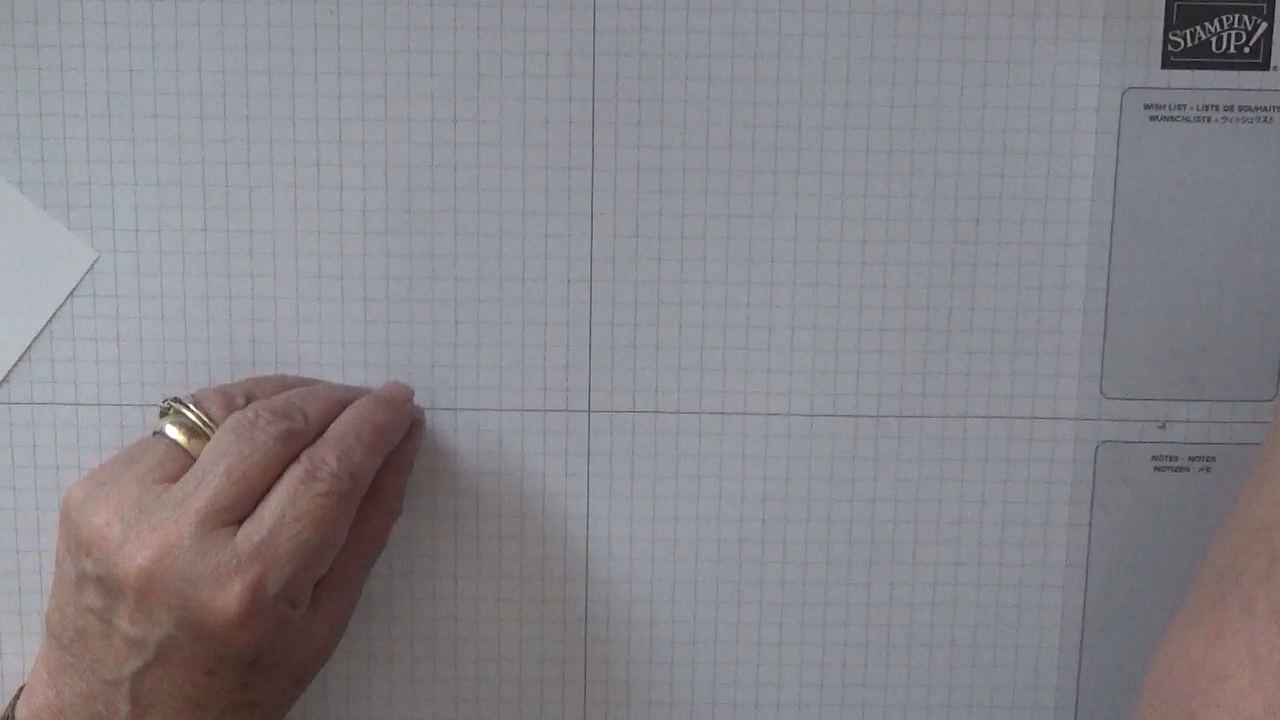 STAMPIN' UP!
®
WISH LIST • LISTE DE SOUHAITS
WUNSCHLISTE • ウィッシュリスト
NOTES • NOTES
NOTIZEN • メモ